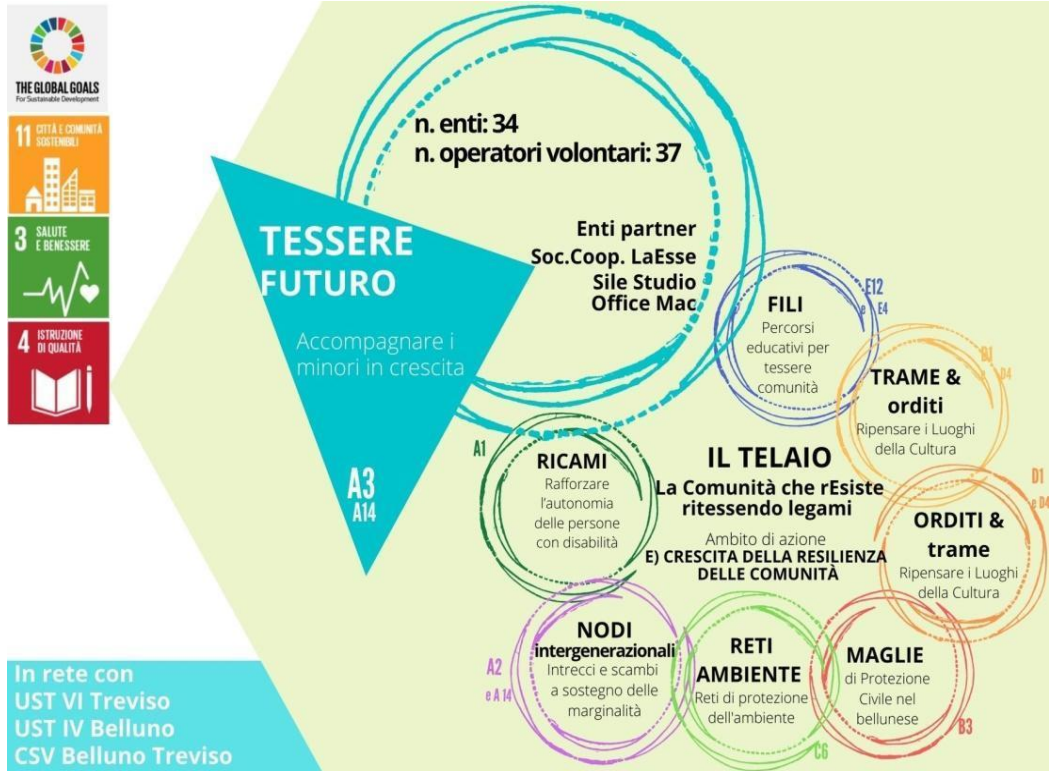 THE GLOBAL GOALS
For Sustainable Development
11 CITTÀ E COMUNITÀ
SOSTENIBILI
3 SALUTE
E BENESSERE
4 ISTRUZIONE
DI QUALITÀ
n. enti: 34
n. operatori volontari: 37
Enti partner
Soc.Coop. LaEsse
Sile Studio
Office Mac
TESSERE
FUTURO
Accompagnare i
minori in crescita
A3
A14
FILI
Percorsi
educativi per
tessere
comunità
E12
e E4
TRAME &
orditi
Ripensare i Luoghi
della Cultura
D1
D4
ORDITI &
trame
Ripensare i Luoghi
della Cultura
D1
e D4
A1
RICAMI
Rafforzare
l'autonomia
delle persone
con disabilità
IL TELAIO
La Comunità che rEsiste
ritessendo legami
Ambito di azione
E) CRESCITA DELLA RESILIENZA
DELLE COMUNITÀ
NODI
intergenerazionali
Intrecci e scambi
a sostegno delle
marginalità
A2
e A 14
RETI
AMBIENTE
Reti di protezione
dell'ambiente
C6
MAGLIE
di Protezione
Civile nel
bellunese
B3
In rete con
UST VI Treviso
UST IV Belluno
CSV Belluno Treviso